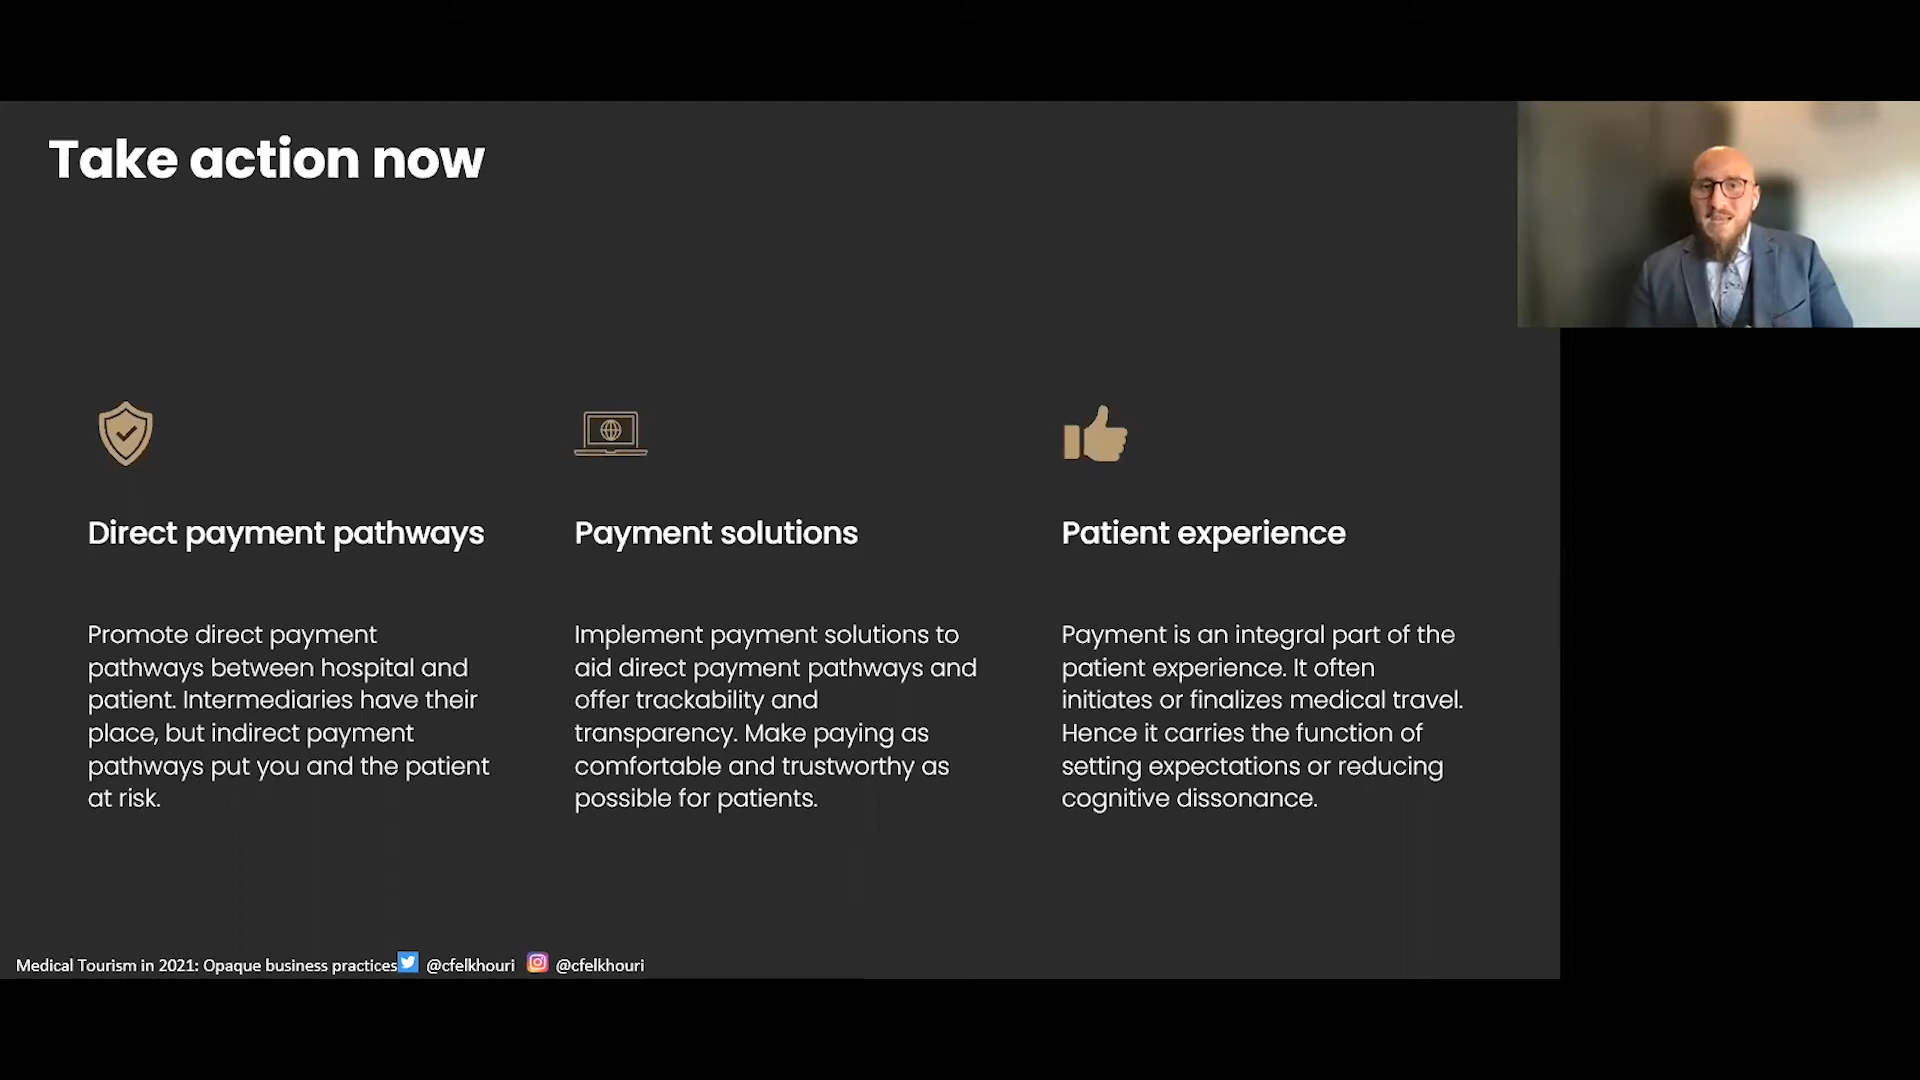 Take action now
Direct payment pathways
Promote direct payment
pathways between hospital and
patient. Intermediaries have their
place, but indirect payment
pathways put you and the patient
at risk.
Payment solutions
Implement payment solutions to
aid direct payment pathways and
offer trackability and
transparency. Make paying as
comfortable and trustworthy as
possible for patients.
Patient experience
Payment is an integral part of the
patient experience. It often
initiates or finalizes medical travel.
Hence it carries the function of
setting expectations or reducing
cognitive dissonance.
Medical Tourism in 2021: Opaque business practices @cfelkhouri @cfelkhouri